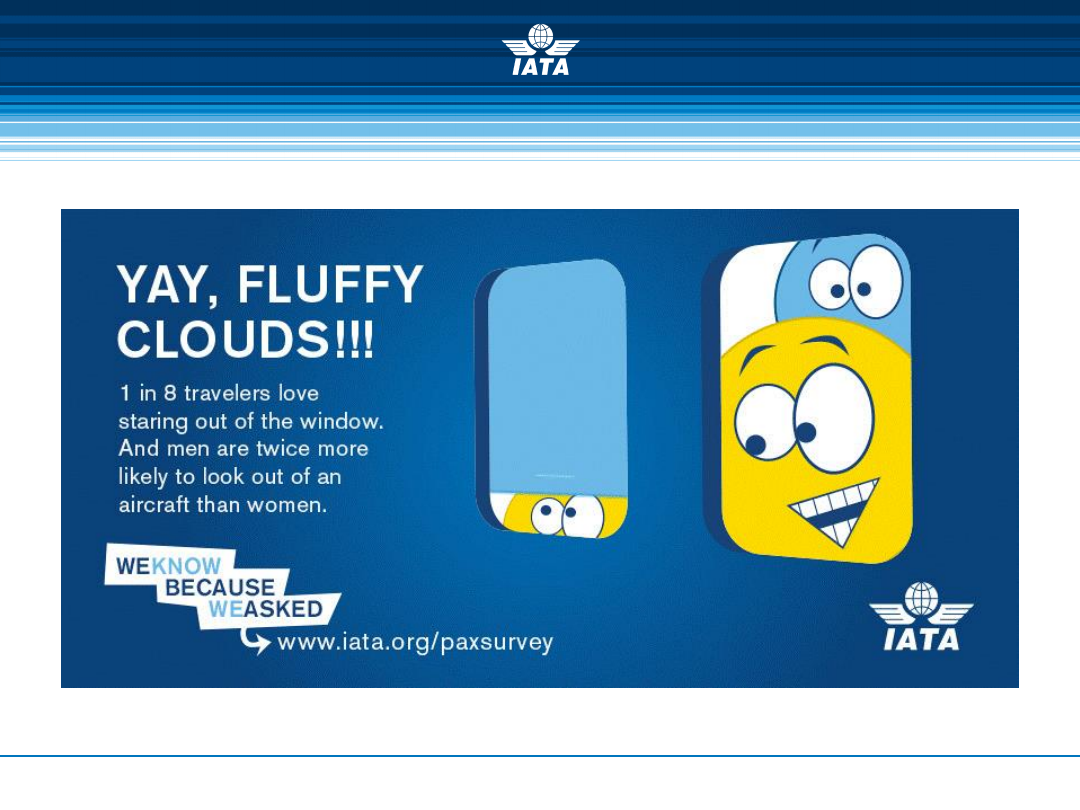 IATA
YAY, FLUFFY
CLOUDS!!!
1 in 8 travelers love
staring out of the window.
And men are twice more
likely to look out of an
aircraft than women.
WEKNOW
BECAUSE
WEASKED
www.iata.org/paxsurvey
IATA